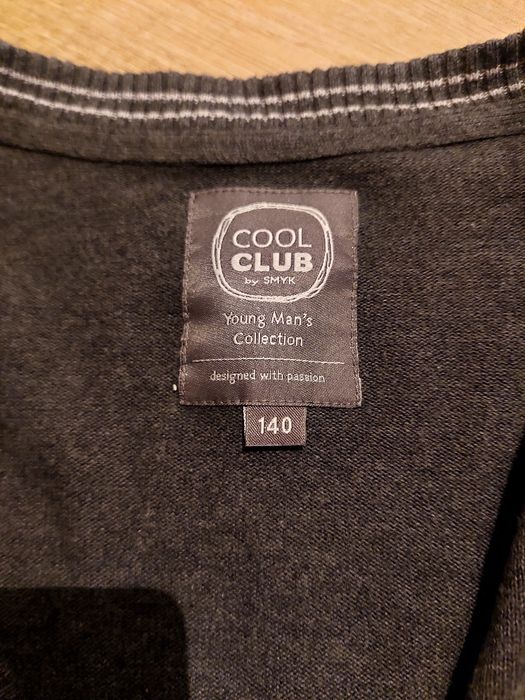 COOL
CLUB
by SMYK
Young Man's
Collection
designed with passion
140